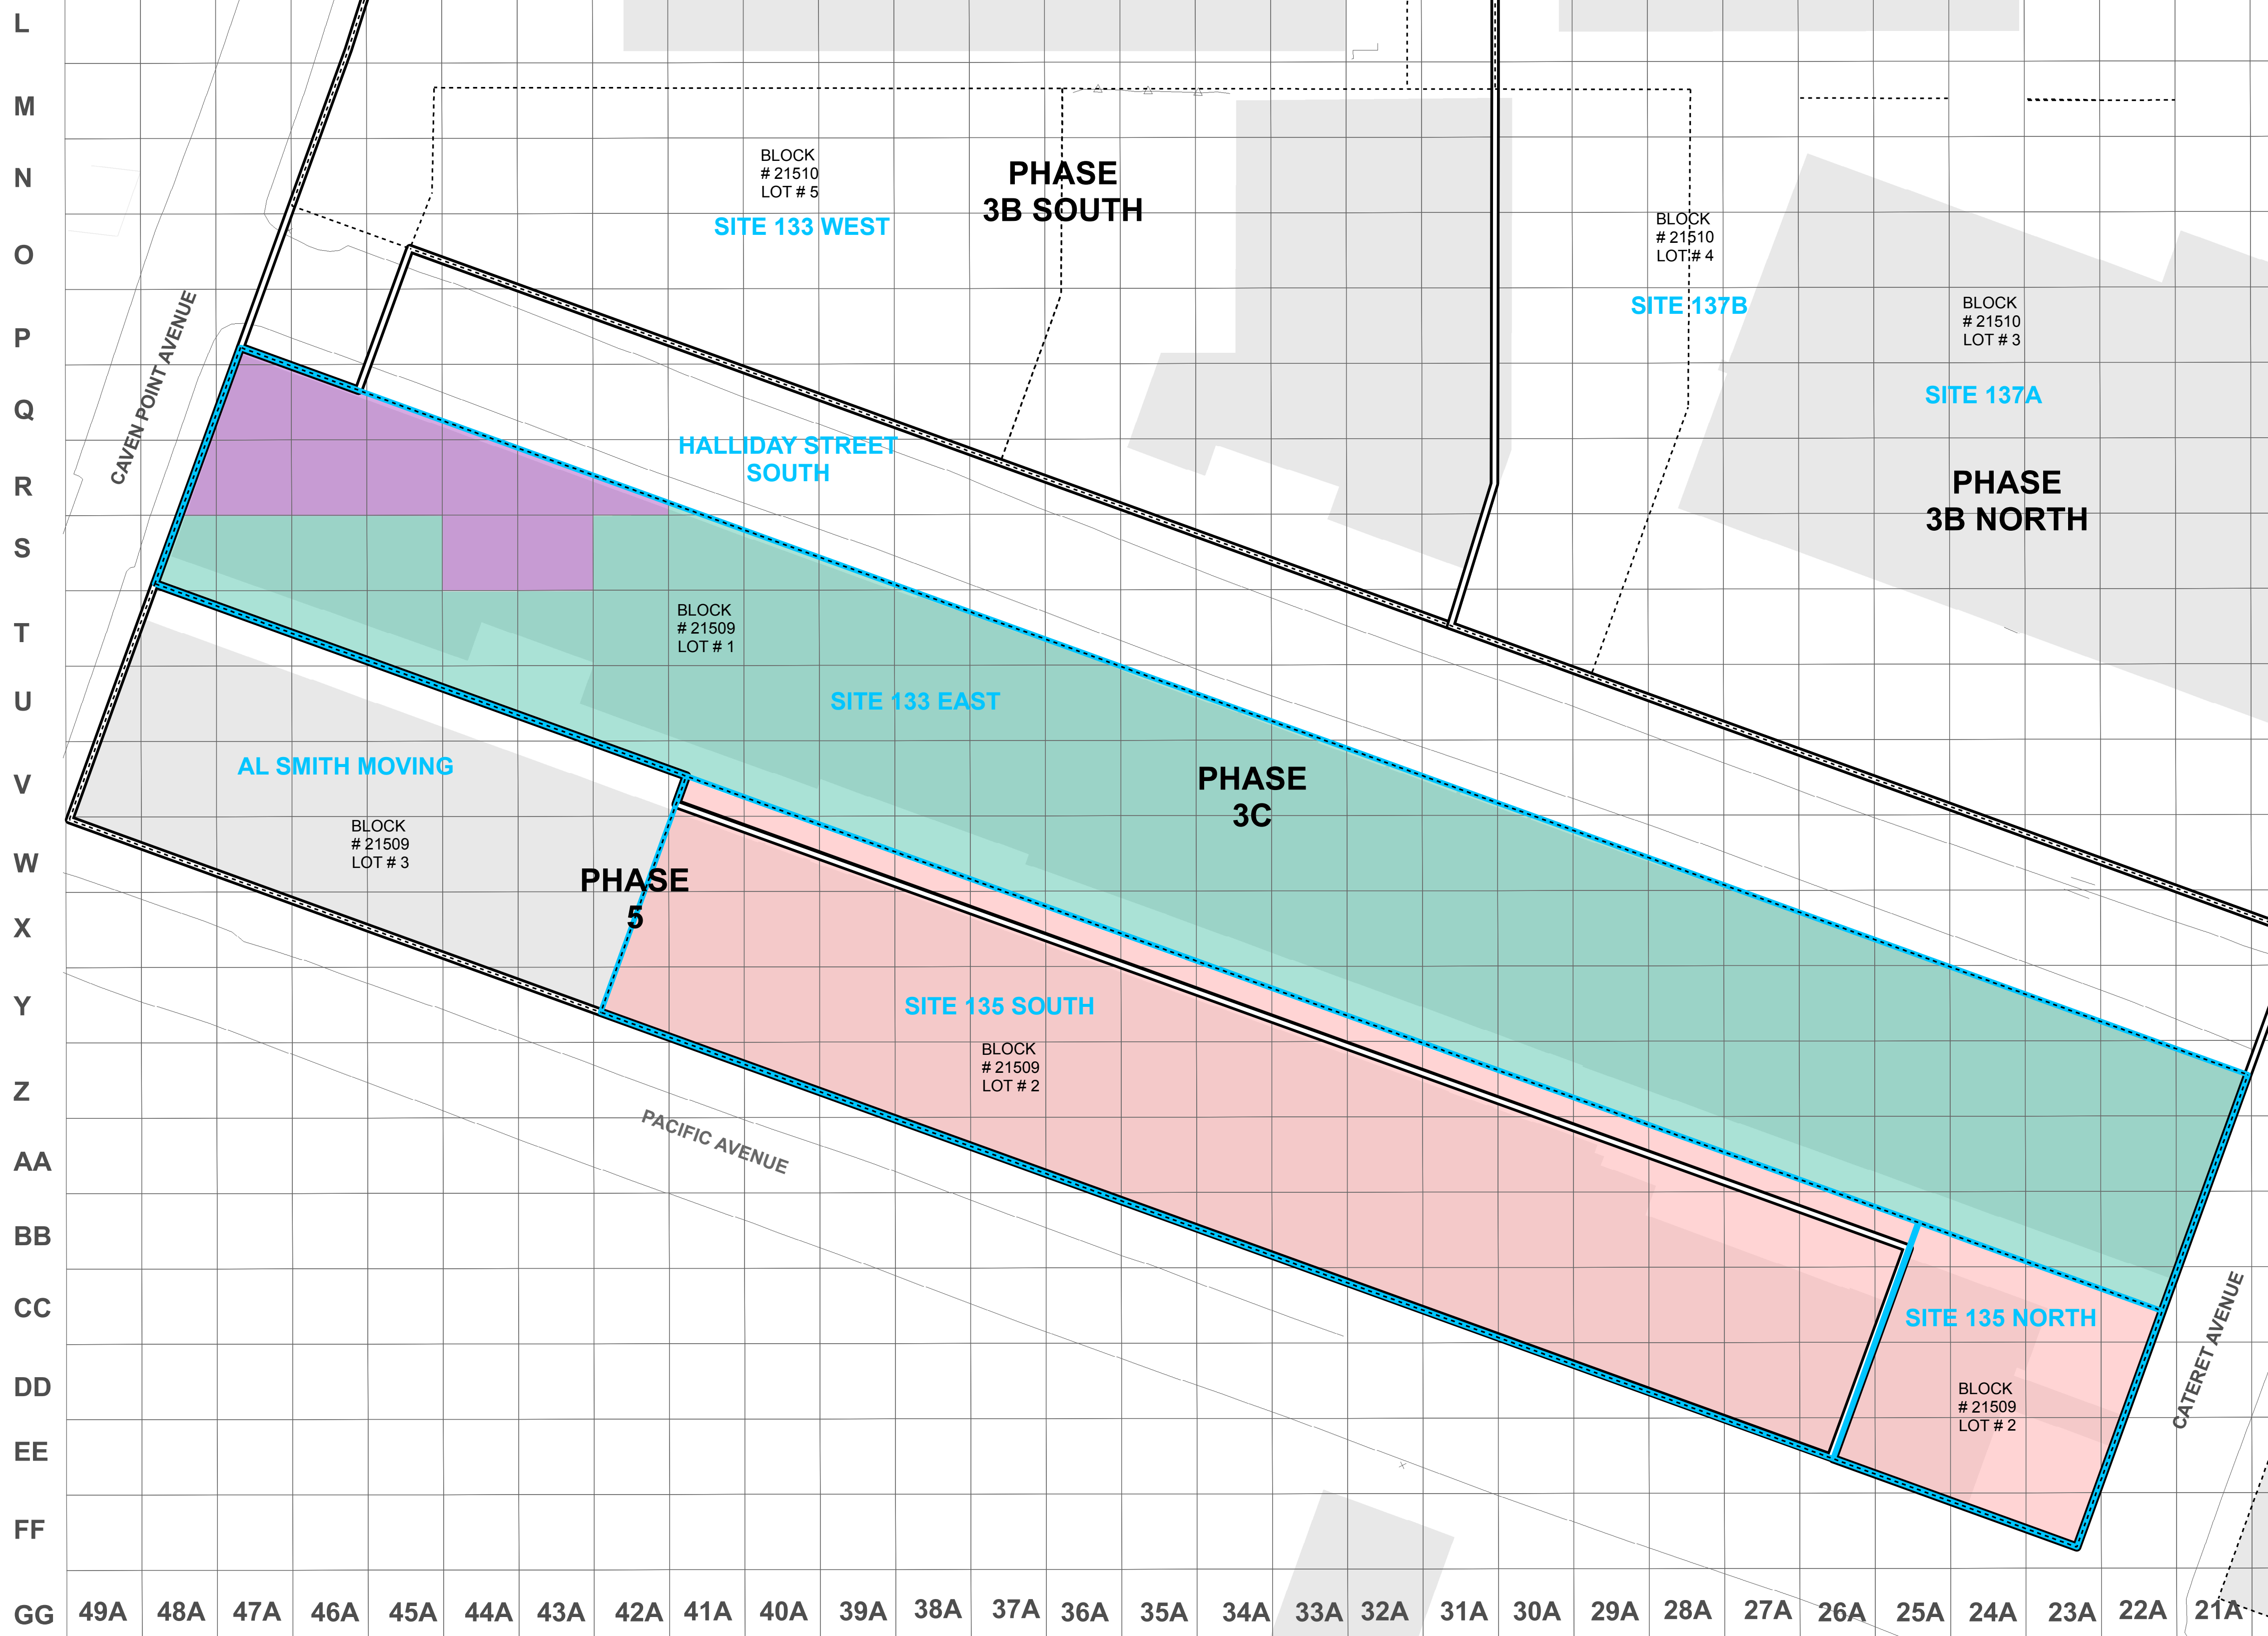 L
M
N
O
P
Q
R
S
T
U
V
W
X
Y
Z
AA
BB
CC
DD
EE
FF
GG
BLOCK
# 21510
LOT # 5
SITE 133 WEST
PHASE
3B SOUTH
BLOCK
# 21510
LOT # 4
SITE 137B
BLOCK
# 21510
LOT # 3
SITE 137A
PHASE
3B NORTH
CAVEN POINT AVENUE
HALLIDAY STREET
SOUTH
BLOCK
# 21509
LOT # 1
SITE 133 EAST
PHASE
3C
AL SMITH MOVING
BLOCK
# 21509
LOT # 3
PHASE
5
SITE 135 SOUTH
BLOCK
# 21509
LOT # 2
PACIFIC AVENUE
SITE 135 NORTH
BLOCK
# 21509
LOT # 2
CATERET AVENUE
49A 48A 47A 46A 45A 44A 43A 42A 41A 40A 39A 38A 37A 36A 35A 34A 33A 32A 31A 30A 29A 28A 27A 26A 25A 24A 23A 22A 21A